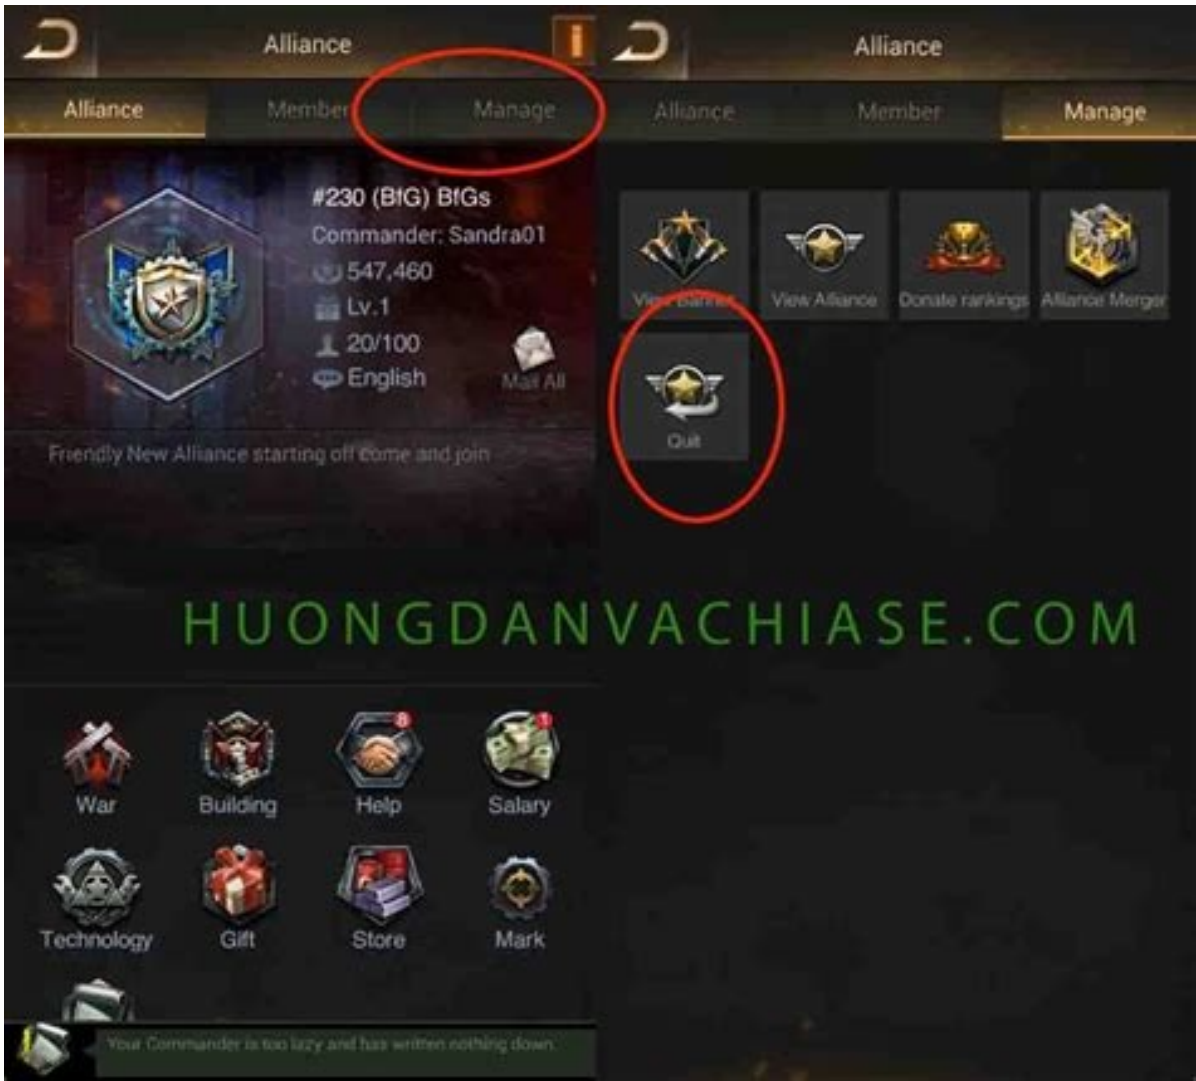 Alliance
Alliance Member Manage
#230 (BfG) BfGs
Commander: Sandra01
547,460
Lv.1
20/100
English
Mail All
Friendly New Alliance starting off come and join
War Building Help 8 Salary 1
Technology Gift Store Mark
Your Commander is too lazy and has written nothing down.
Alliance
Alliance Member Manage
View Banner View Alliance Donate rankings Alliance Merger
Quit
HUONGDANVACHIASE.COM